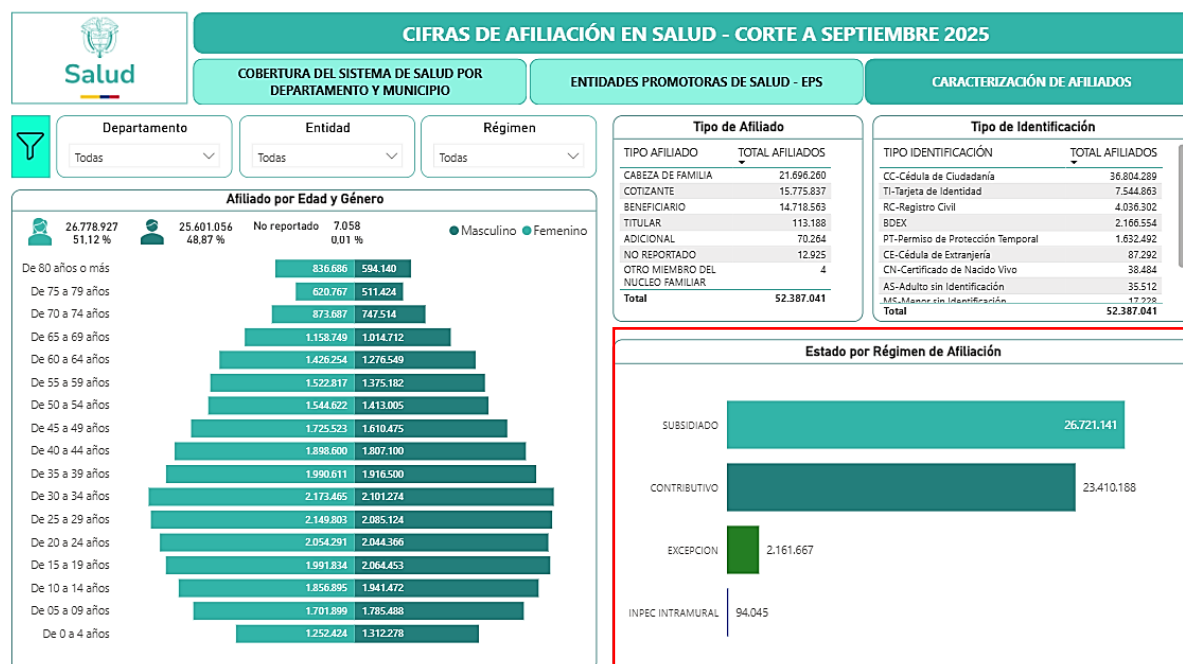 Salud
CIFRAS DE AFILIACIÓN EN SALUD - CORTE A SEPTIEMBRE 2025
COBERTURA DEL SISTEMA DE SALUD POR
DEPARTAMENTO Y MUNICIPIO
ENTIDADES PROMOTORAS DE SALUD - EPS
CARACTERIZACIÓN DE AFILIADOS
Departamento
Todas
Entidad
Todas
Régimen
Todas
Afiliado por Edad y Género
26.778.927
51,12 %
25.601.056
48,87 %
No reportado 7.058
0,01 %
Masculino Femenino
De 80 años o más 836.686 594.140
De 75 a 79 años 620.767 511.424
De 70 a 74 años 873.687 747.514
De 65 a 69 años 1.158.749 1.014.712
De 60 a 64 años 1.426.254 1.276.549
De 55 a 59 años 1.522.817 1.375.182
De 50 a 54 años 1.544.622 1.413.005
De 45 a 49 años 1.725.523 1.610.475
De 40 a 44 años 1.898.600 1.807.100
De 35 a 39 años 1.990.611 1.916.500
De 30 a 34 años 2.173.465 2.101.274
De 25 a 29 años 2.149.803 2.085.124
De 20 a 24 años 2.054.291 2.044.366
De 15 a 19 años 1.991.834 2.064.453
De 10 a 14 años 1.856.895 1.941.472
De 05 a 09 años 1.701.899 1.785.488
De 0 a 4 años 1.252.424 1.312.278
Tipo de Afiliado
TIPO AFILIADO TOTAL AFILIADOS
CABEZA DE FAMILIA 21.696.260
COTIZANTE 15.775.837
BENEFICIARIO 14.718.563
TITULAR 113.188
ADICIONAL 70.264
NO REPORTADO 12.925
OTRO MIEMBRO DEL 4
NUCLEO FAMILIAR
Total 52.387.041
Tipo de Identificación
TIPO IDENTIFICACIÓN TOTAL AFILIADOS
CC-Cédula de Ciudadanía 36.804.289
TI-Tarjeta de Identidad 7.544.863
RC-Registro Civil 4.036.302
BDEX 2.166.554
PT-Permiso de Protección Temporal 1.632.492
CE-Cédula de Extranjería 87.292
CN-Certificado de Nacido Vivo 38.484
AS-Adulto sin Identificación 35.512
MS-Menor sin Identificación 17.228
Total 52.387.041
Estado por Régimen de Afiliación
SUBSIDIADO 26.721.141
CONTRIBUTIVO 23.410.188
EXCEPCION 2.161.667
INPEC INTRAMURAL 94.045